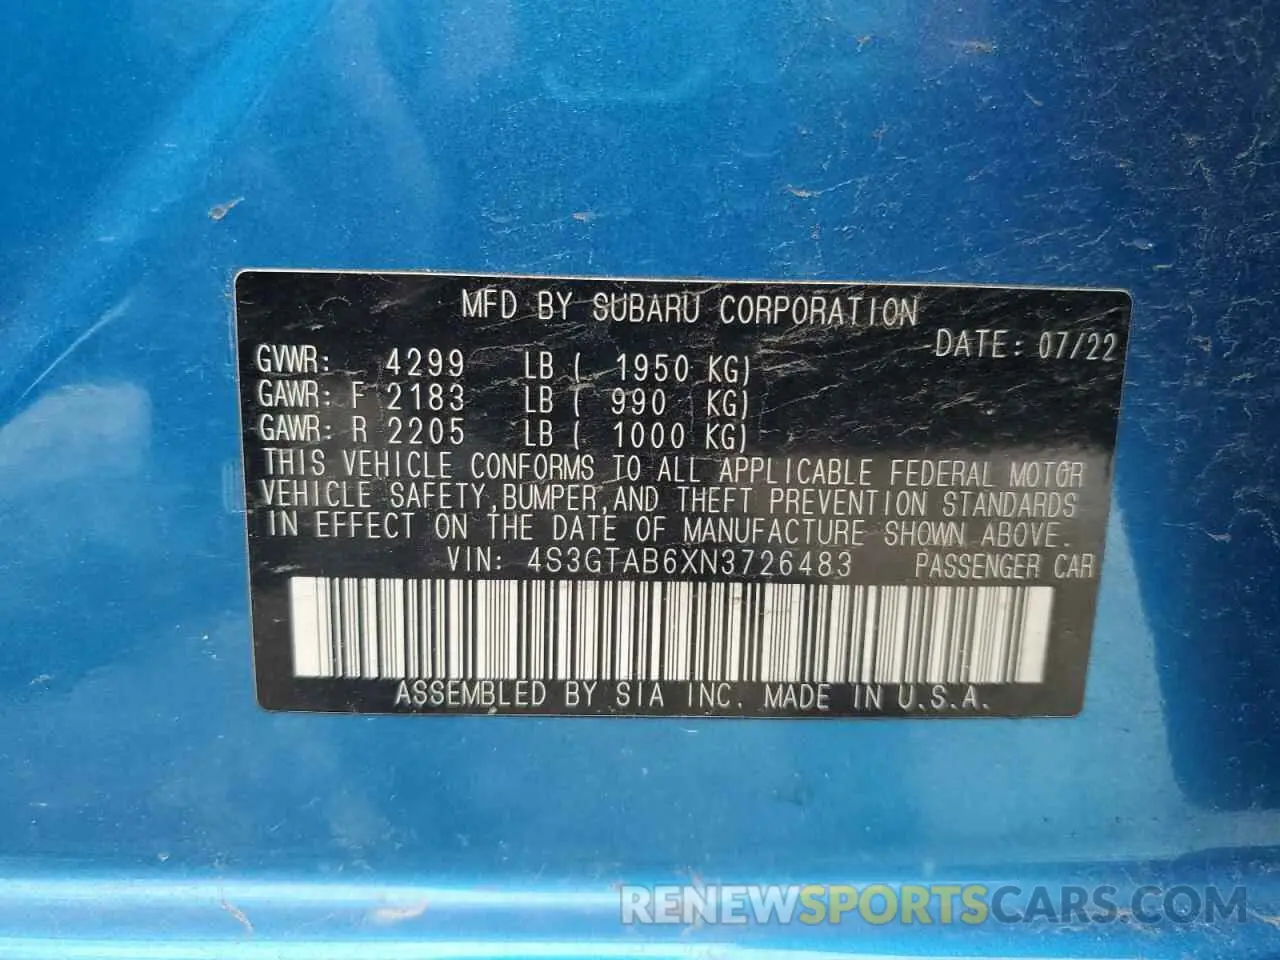 MFD BY SUBARU CORPORATION
DATE: 07/22
GVWR: 4299 LB ( 1950 KG)
GAWR: F 2183 LB ( 990 KG)
GAWR: R 2205 LB ( 1000 KG)
THIS VEHICLE CONFORMS TO ALL APPLICABLE FEDERAL MOTOR
VEHICLE SAFETY, BUMPER, AND THEFT PREVENTION STANDARDS
IN EFFECT ON THE DATE OF MANUFACTURE SHOWN ABOVE.
VIN: 4S3GTAB6XN3726483 PASSENGER CAR
ASSEMBLED BY SIA INC. MADE IN U.S.A.
RENEWSPORTSCARS.COM